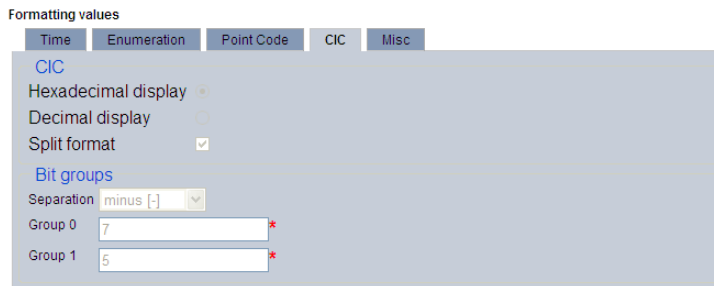 Formatting values
Time Enumeration Point Code CIC Misc
CIC
Hexadecimal display
Decimal display
Split format
Bit groups
Separation minus [-]
Group 0 7 *
Group 1 5 *